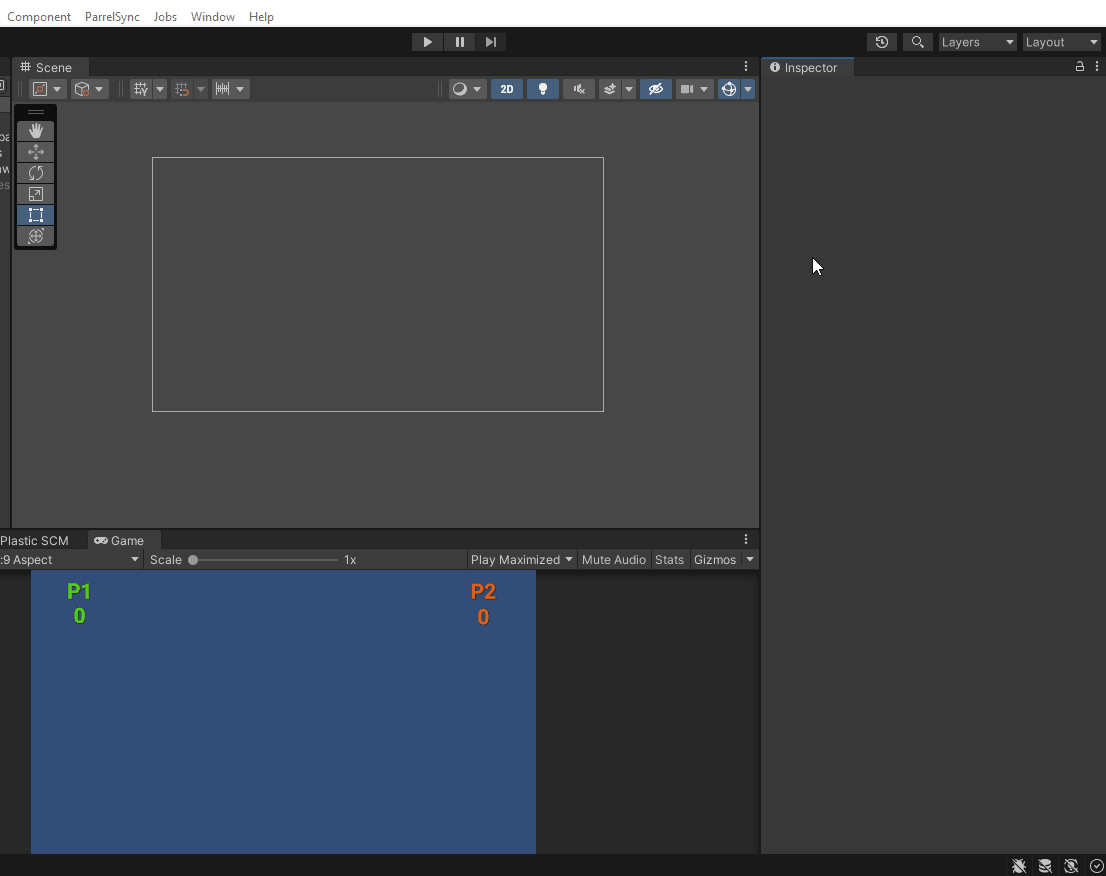 Component ParrelSync Jobs Window Help
Layers Layout
Scene
Inspector
2D
Plastic SCM Game
:9 Aspect Scale 1x Play Maximized Mute Audio Stats Gizmos
P1 P2
0 0